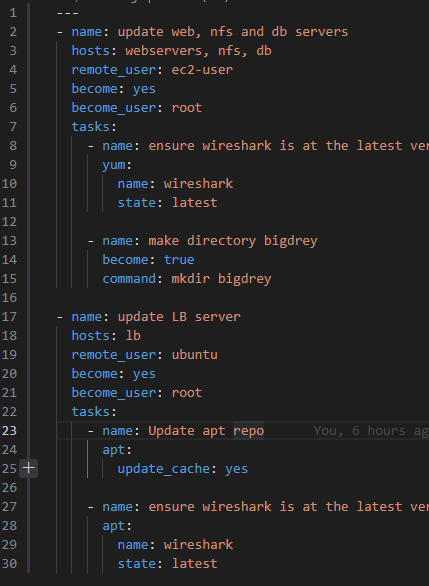 1 ---
2 - name: update web, nfs and db servers
3 hosts: webservers, nfs, db
4 remote_user: ec2-user
5 become: yes
6 become_user: root
7 tasks:
8 - name: ensure wireshark is at the latest ver
9 yum:
10 name: wireshark
11 state: latest
12
13 - name: make directory bigdrey
14 become: true
15 command: mkdir bigdrey
16
17 - name: update LB server
18 hosts: lb
19 remote_user: ubuntu
20 become: yes
21 become_user: root
22 tasks:
23 - name: Update apt repo You, 6 hours ag
24 apt:
25 update_cache: yes
26
27 - name: ensure wireshark is at the latest ver
28 apt:
29 name: wireshark
30 state: latest